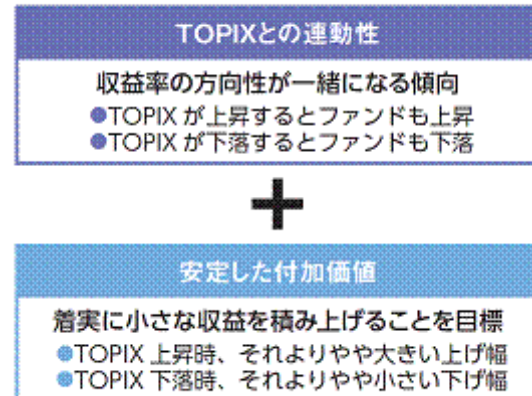 TOPIXとの連動性
収益率の方向性が一緒になる傾向
●TOPIX が上昇するとファンドも上昇
●TOPIX が下落するとファンドも下落
+
安定した付加価値
着実に小さな収益を積み上げることを目標
●TOPIX 上昇時、それよりやや大きい上げ幅
●TOPIX 下落時、それよりやや小さい下げ幅